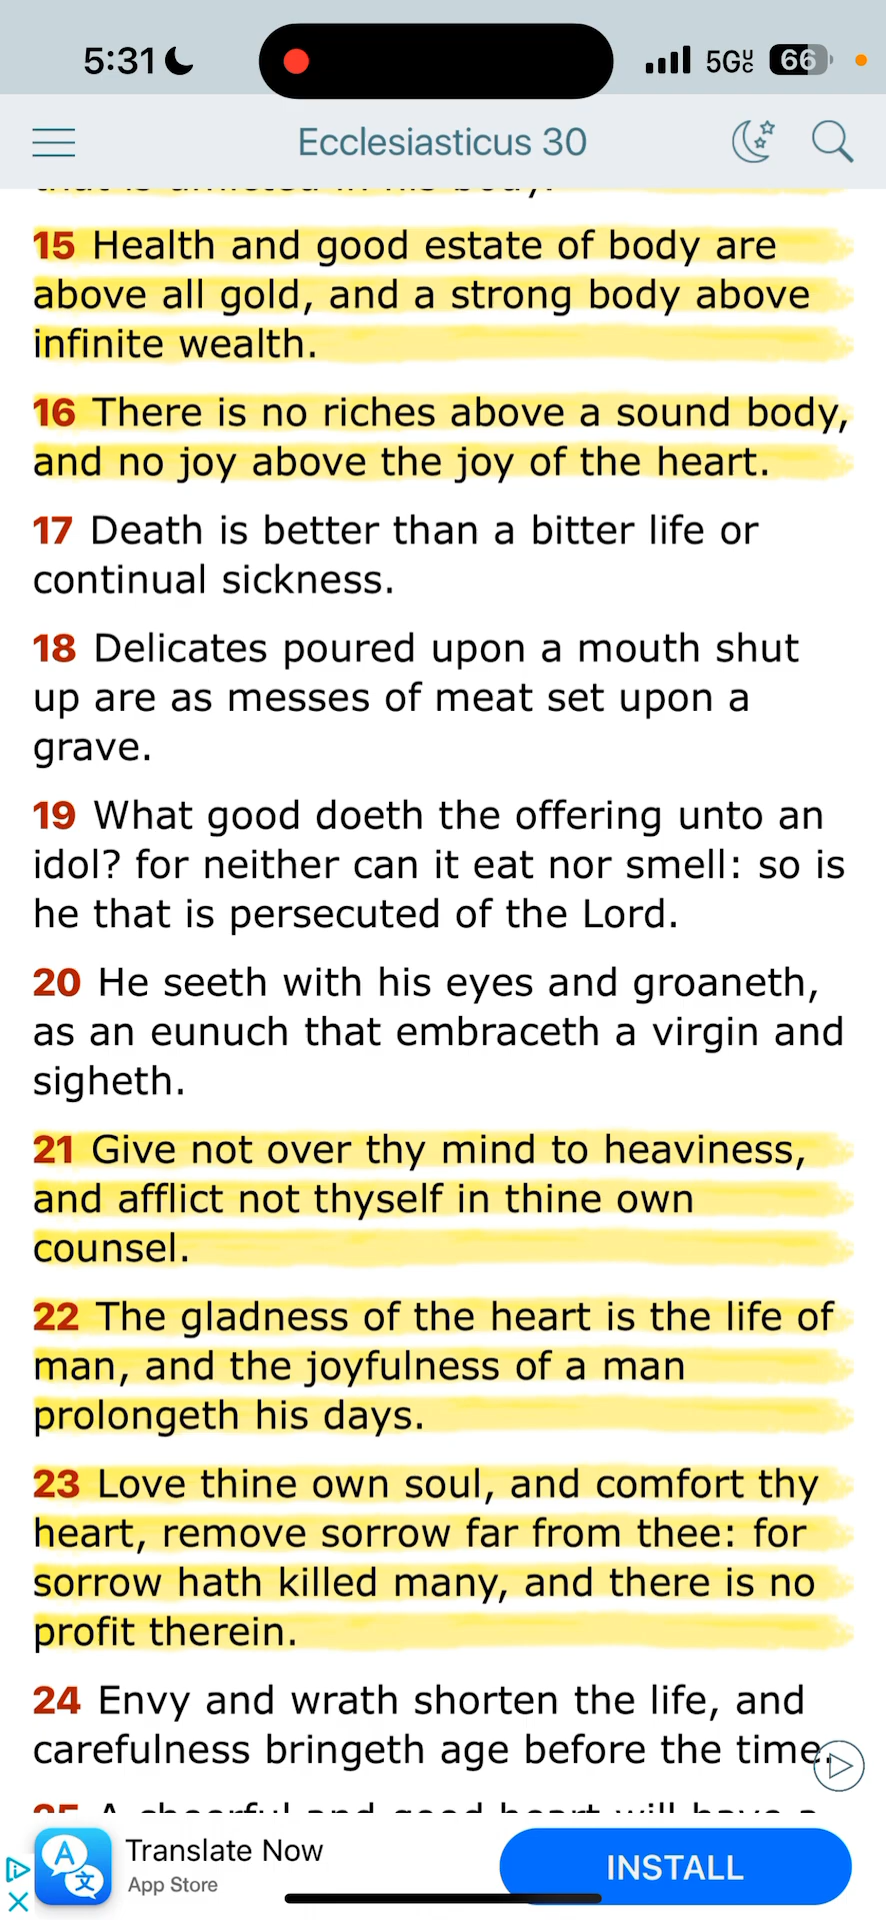 5:31
5G
66
Ecclesiasticus 30
15 Health and good estate of body are
above all gold, and a strong body above
infinite wealth.
16 There is no riches above a sound body,
and no joy above the joy of the heart.
17 Death is better than a bitter life or
continual sickness.
18 Delicates poured upon a mouth shut
up are as messes of meat set upon a
grave.
19 What good doeth the offering unto an
idol? for neither can it eat nor smell: so is
he that is persecuted of the Lord.
20 He seeth with his eyes and groaneth,
as an eunuch that embraceth a virgin and
sigheth.
21 Give not over thy mind to heaviness,
and afflict not thyself in thine own
counsel.
22 The gladness of the heart is the life of
man, and the joyfulness of a man
prolongeth his days.
23 Love thine own soul, and comfort thy
heart, remove sorrow far from thee: for
sorrow hath killed many, and there is no
profit therein.
24 Envy and wrath shorten the life, and
carefulness bringeth age before the time.
25 A cheerful and good heart will have a
A 文
Translate Now
App Store
INSTALL